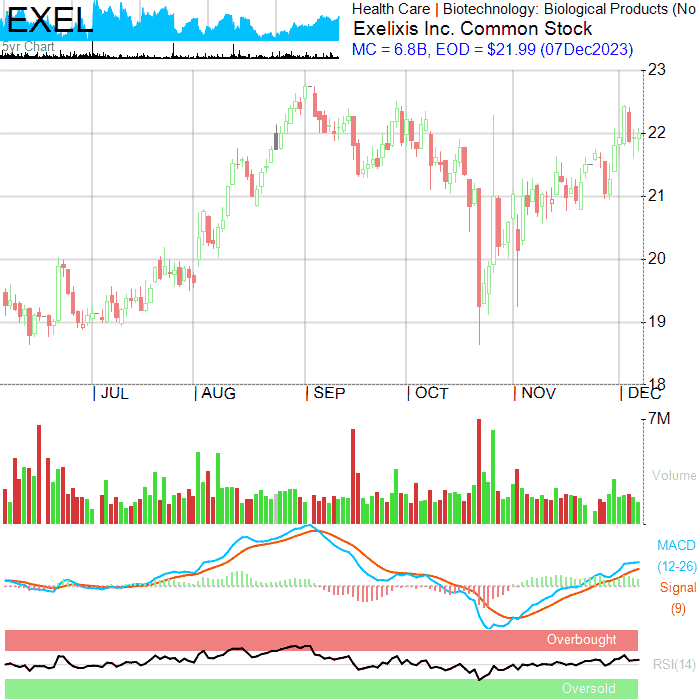 EXEL
5yr Chart
Health Care | Biotechnology: Biological Products (No
Exelixis Inc. Common Stock
MC = 6.8B, EOD = $21.99 (07Dec2023)
23
22
21
20
19
18
JUL
AUG
SEP
OCT
NOV
DEC
7M
Volume
MACD
(12-26)
Signal
(9)
Overbought
RSI(14)
Oversold